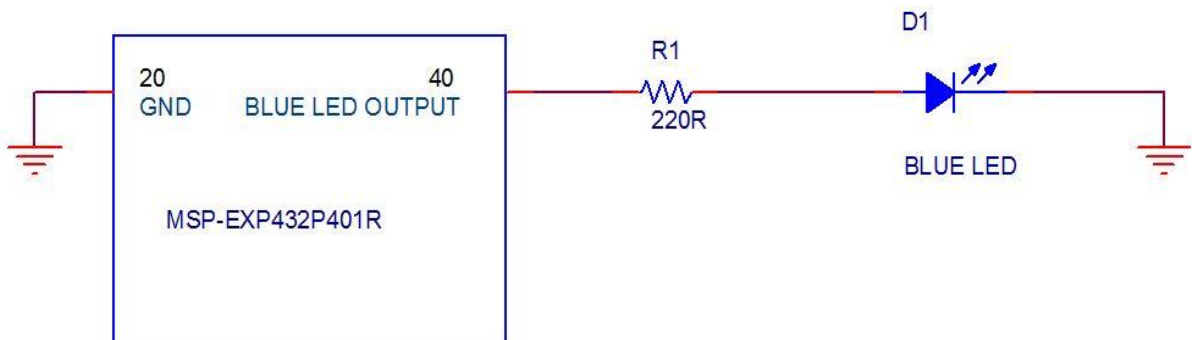 D1
R1
20 40
GND BLUE LED OUTPUT
220R
BLUE LED
MSP-EXP432P401R